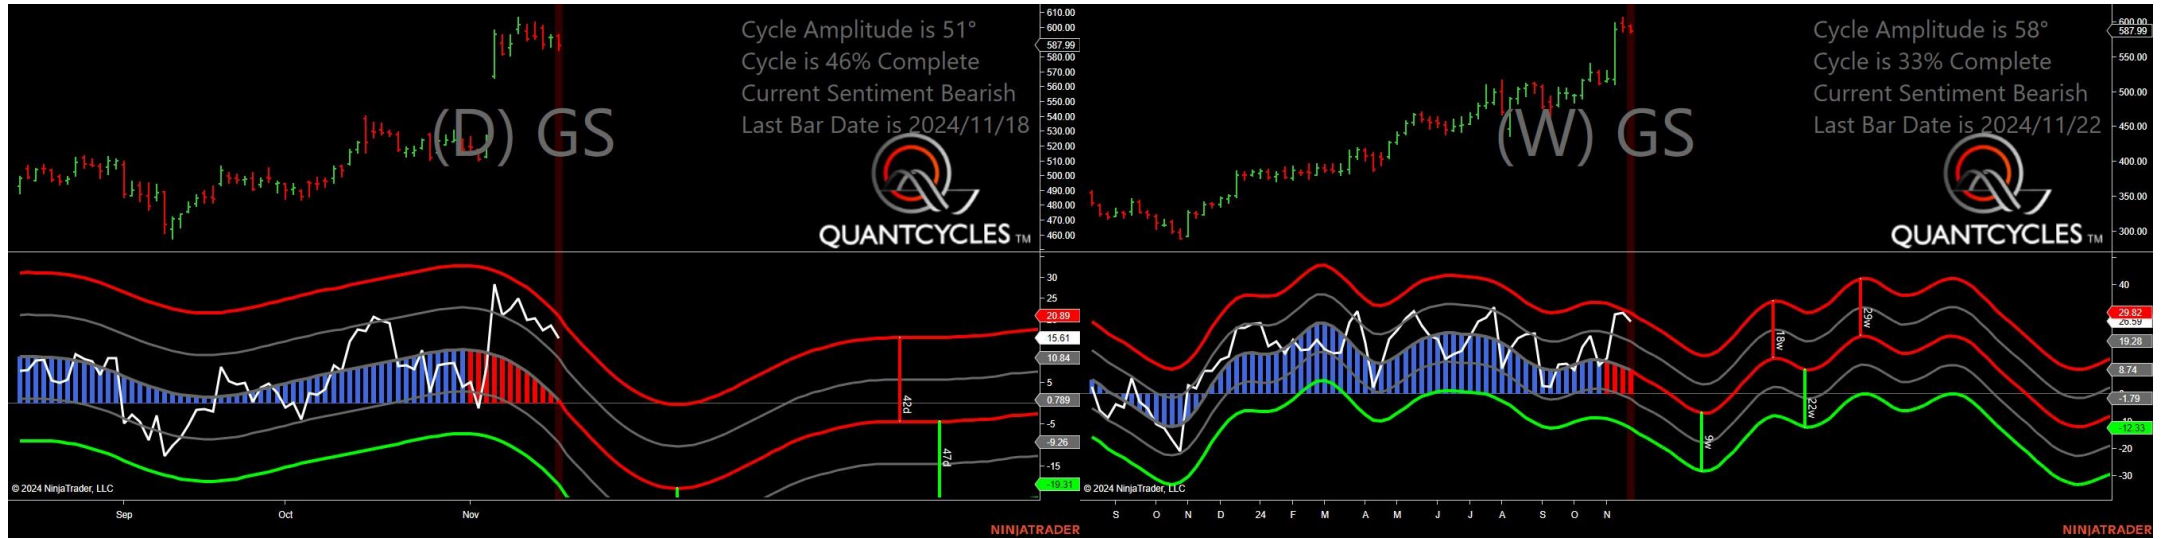 610.00
Cycle Amplitude is 51°
600.00
587.99
Cycle is 46% Complete
580.00
570.00
Current Sentiment Bearish
560.00
550.00
(D) GS
540.00
Last Bar Date is 2024/11/18
530.00
520.00
510.00
500.00
490.00
480.00
470.00
QUANTCYCLES TM
460.00
30
25
20.89
15.61
10.84
5
0.789
42d
-5
-9.26
47d
-15
-19.31
© 2024 NinjaTrader, LLC
Sep
Oct
Nov
NINJATRADER
Cycle Amplitude is 58°
600.00
587.99
Cycle is 33% Complete
550.00
Current Sentiment Bearish
500.00
(W) GS
Last Bar Date is 2024/11/22
450.00
400.00
350.00
QUANTCYCLES TM
300.00
40
29.82
26.59
29w
18w
19.28
8.74
-1.79
22w
-12.33
9w
-20
-30
© 2024 NinjaTrader, LLC
S
O
N
D
24
F
M
A
M
J
J
A
S
O
N
NINJATRADER